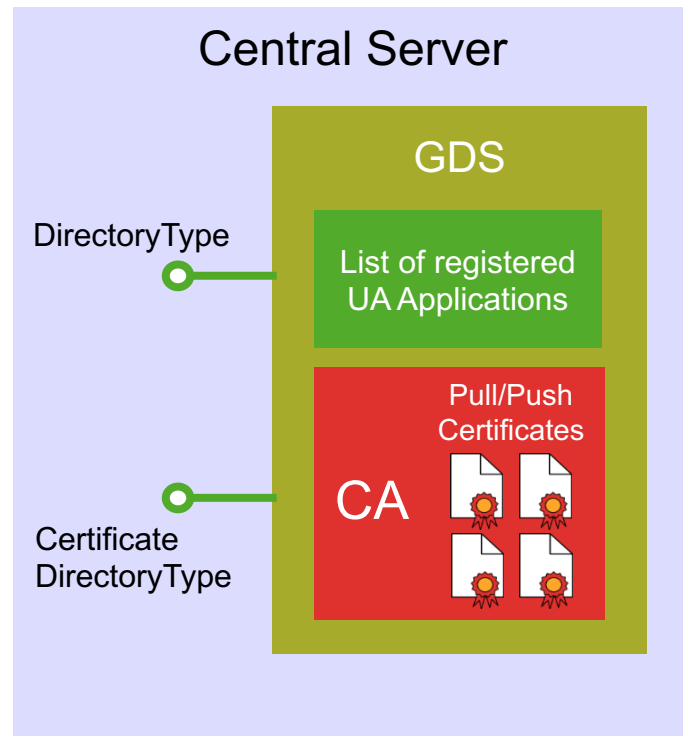 Central Server
GDS
DirectoryType
List of registered
UA Applications
Pull/Push
Certificates
CA
Certificate
DirectoryType